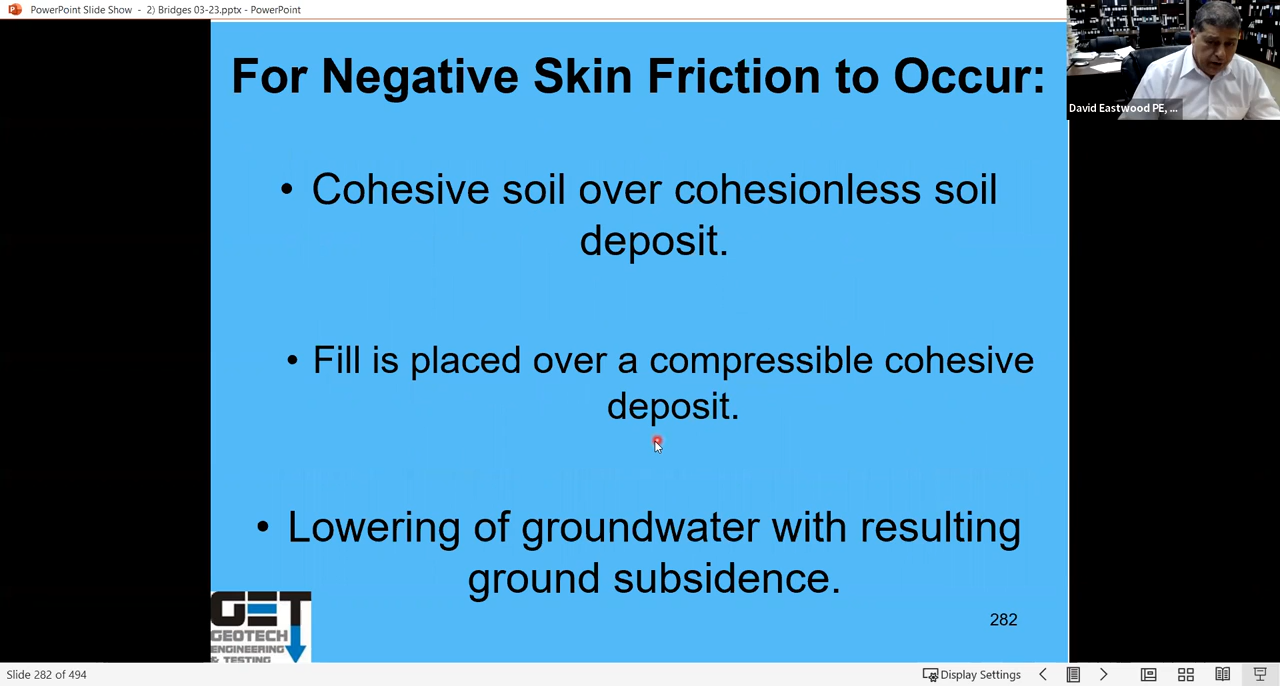 PowerPoint Slide Show - 2) Bridges 03-23.pptx - PowerPoint
David Eastwood PE, ...
For Negative Skin Friction to Occur:
• Cohesive soil over cohesionless soil
deposit.
• Fill is placed over a compressible cohesive
deposit.
• Lowering of groundwater with resulting
ground subsidence.
GET
GEOTECH
ENGINEERING
& TESTING
282
Slide 282 of 494
Display Settings